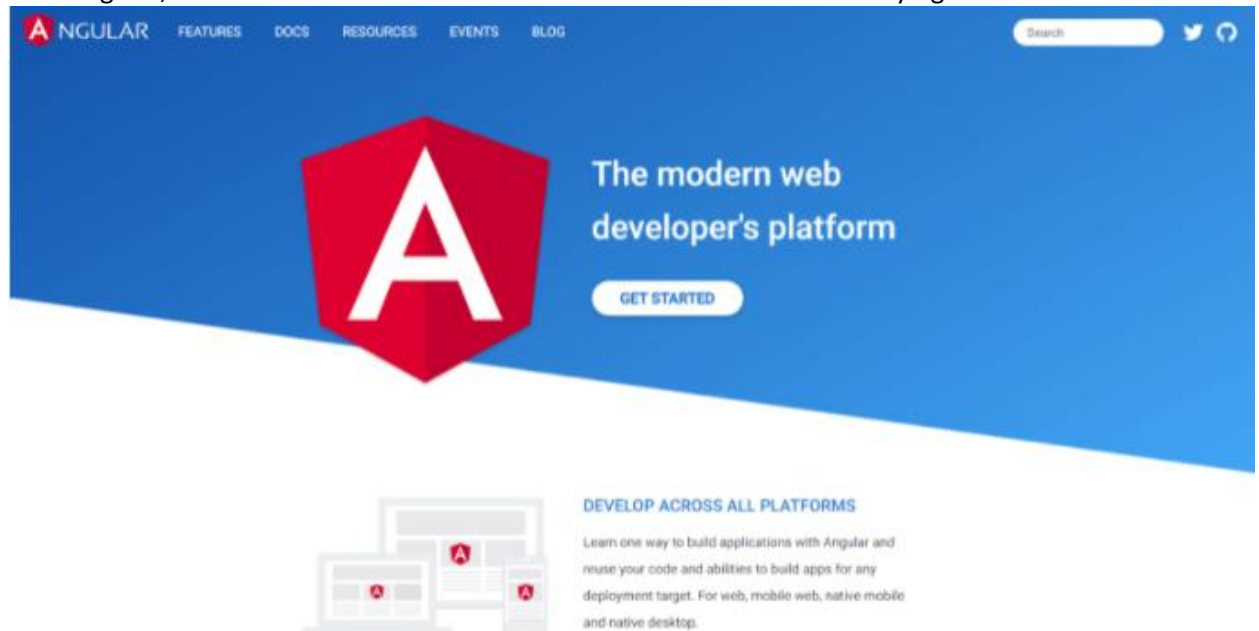 NGULAR FEATURES DOCS RESOURCES EVENTS BLOG Search
The modern web
developer's platform
GET STARTED
DEVELOP ACROSS ALL PLATFORMS
Learn one way to build applications with Angular and
reuse your code and abilities to build apps for any
deployment target. For web, mobile web, native mobile
and native desktop.